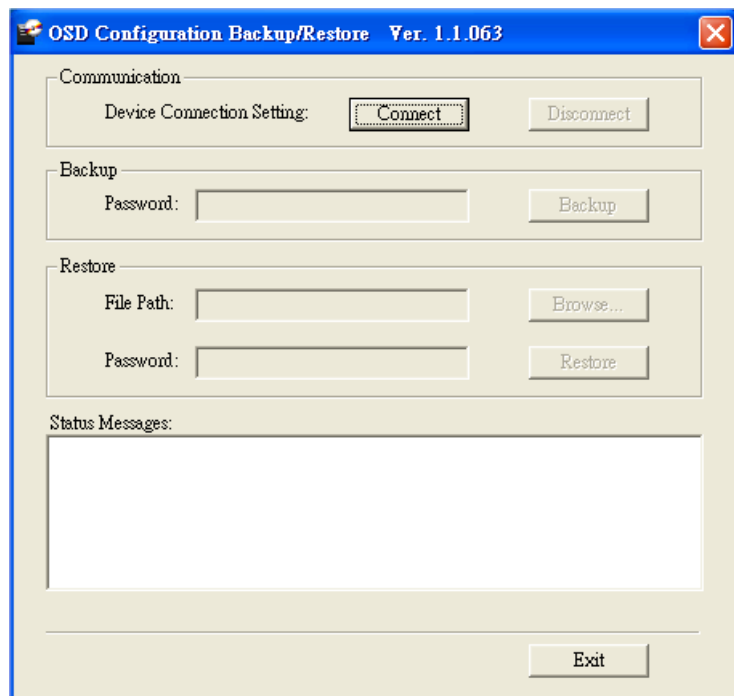 OSD Configuration Backup/Restore Ver. 1.1.063
Communication
Device Connection Setting: Connect Disconnect
Backup
Password: Backup
Restore
File Path: Browse...
Password: Restore
Status Messages:
Exit